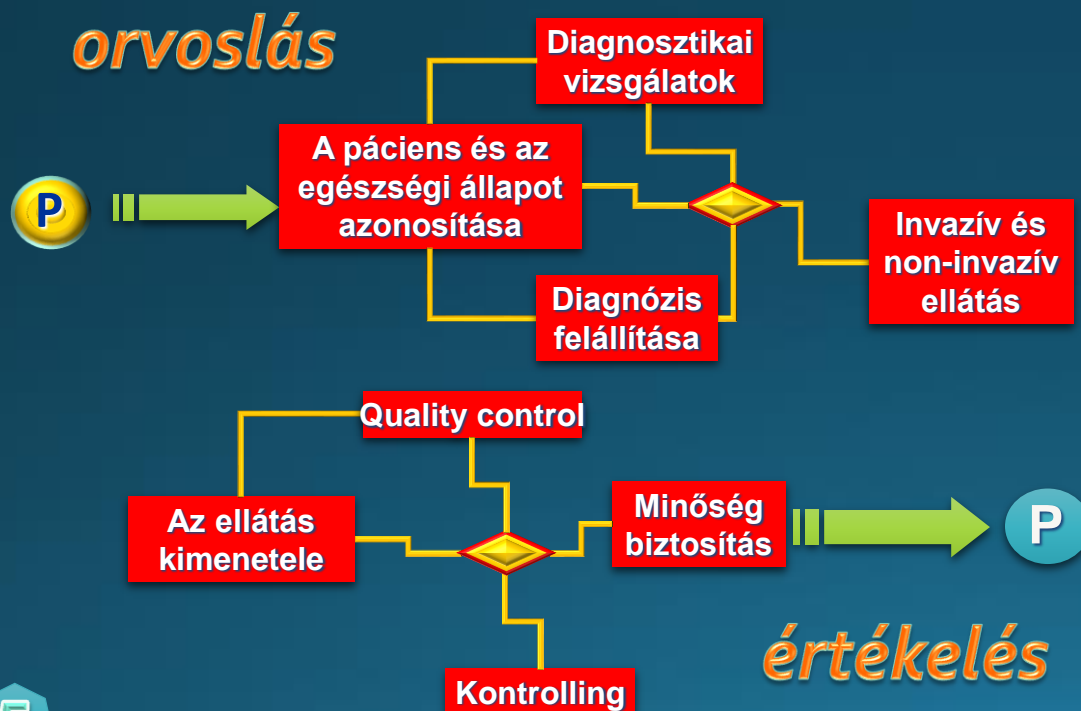 orvoslás
Diagnosztikai
vizsgálatok
A páciens és az
egészségi állapot
azonosítása
P
Invazív és
non-invazív
ellátás
Diagnózis
felállítása
Quality control
Az ellátás
kimenetele
Minőség
biztosítás
P
értékelés
Kontrolling